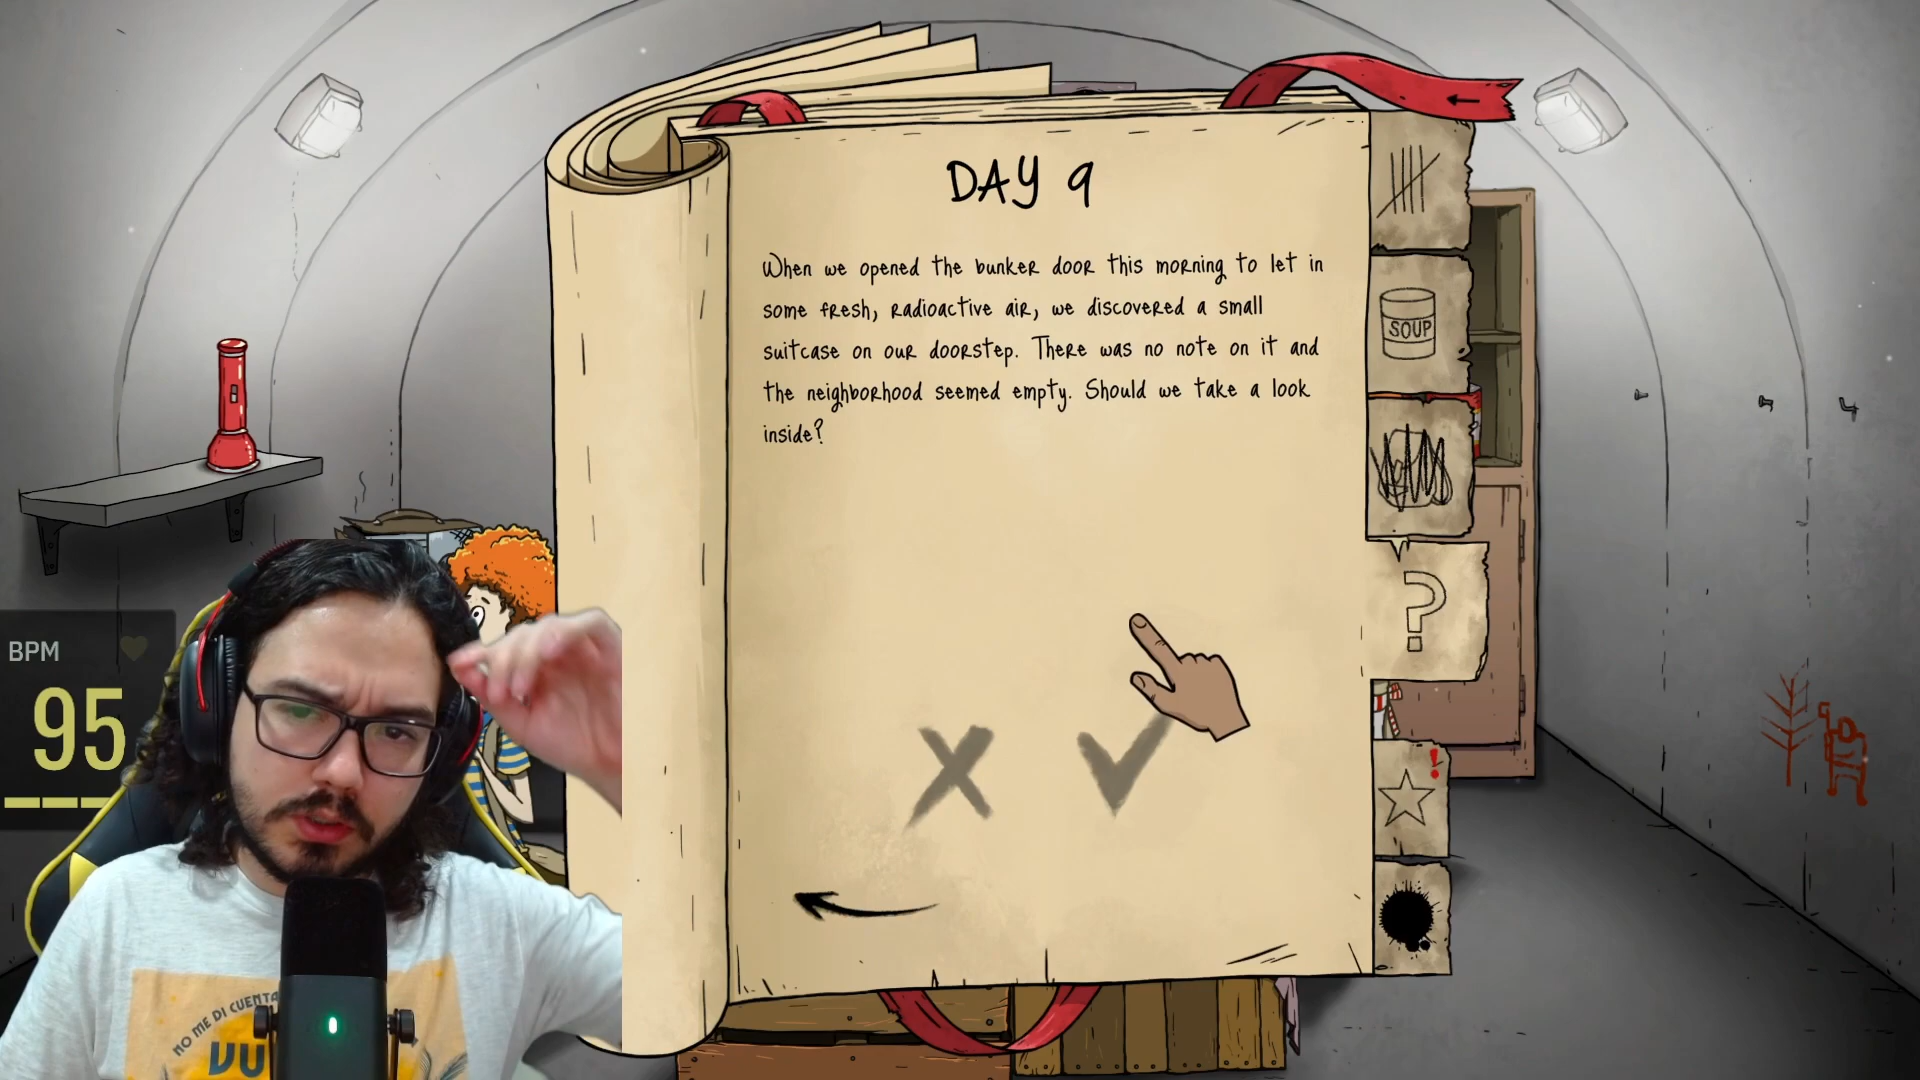 DAY 9
When we opened the bunker door this morning to let in
some fresh, radioactive air, we discovered a small
suitcase on our doorstep. There was no note on it and
the neighborhood seemed empty. Should we take a look
inside?
SOUP
BPM
95
NO ME DI CUENTA